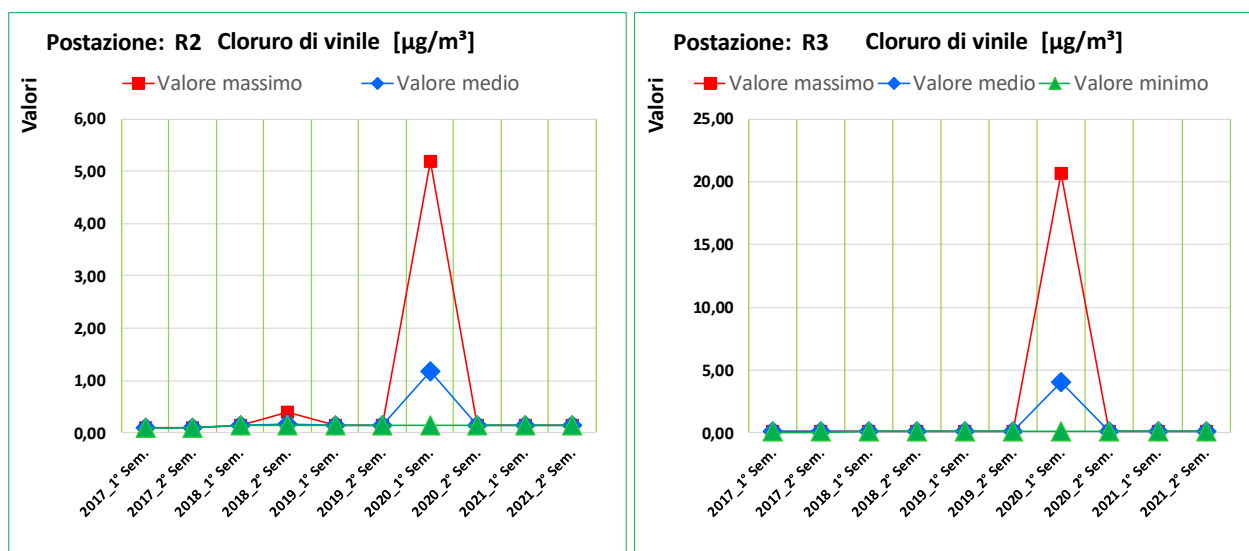 Postazione: R2 Cloruro di vinile [µg/m³]
Valore massimo Valore medio
Valori
6,00
5,00
4,00
3,00
2,00
1,00
0,00
2017_1° Sem.
2017_2° Sem.
2018_1° Sem.
2018_2° Sem.
2019_1° Sem.
2019_2° Sem.
2020_1° Sem.
2020_2° Sem.
2021_1° Sem.
2021_2° Sem.
Postazione: R3 Cloruro di vinile [µg/m³]
Valore massimo Valore medio Valore minimo
Valori
25,00
20,00
15,00
10,00
5,00
0,00
2017_1° Sem.
2017_2° Sem.
2018_1° Sem.
2018_2° Sem.
2019_1° Sem.
2019_2° Sem.
2020_1° Sem.
2020_2° Sem.
2021_1° Sem.
2021_2° Sem.